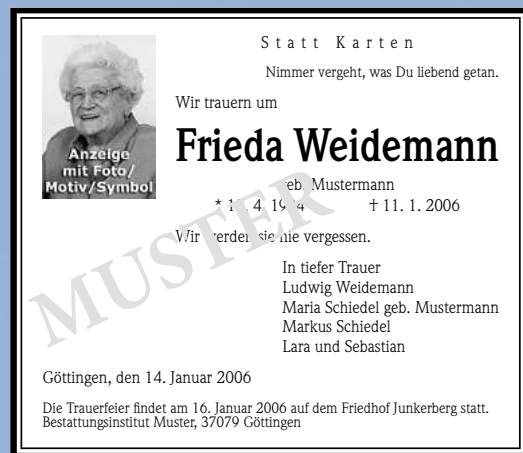 Statt Karten
Nimmer vergeht, was Du liebend getan.
Wir trauern um
Frieda Weidemann
geb. Mustermann
† 11. 1. 2006
Wir werden sie nie vergessen.
In tiefer Trauer
Ludwig Weidemann
Maria Schiedel geb. Mustermann
Markus Schiedel
Lara und Sebastian
Göttingen, den 14. Januar 2006
Die Trauerfeier findet am 16. Januar 2006 auf dem Friedhof Junkerberg statt.
Bestattungsinstitut Muster, 37079 Göttingen
Anzeige
mit Foto/
Motiv/Symbol
MUSTER